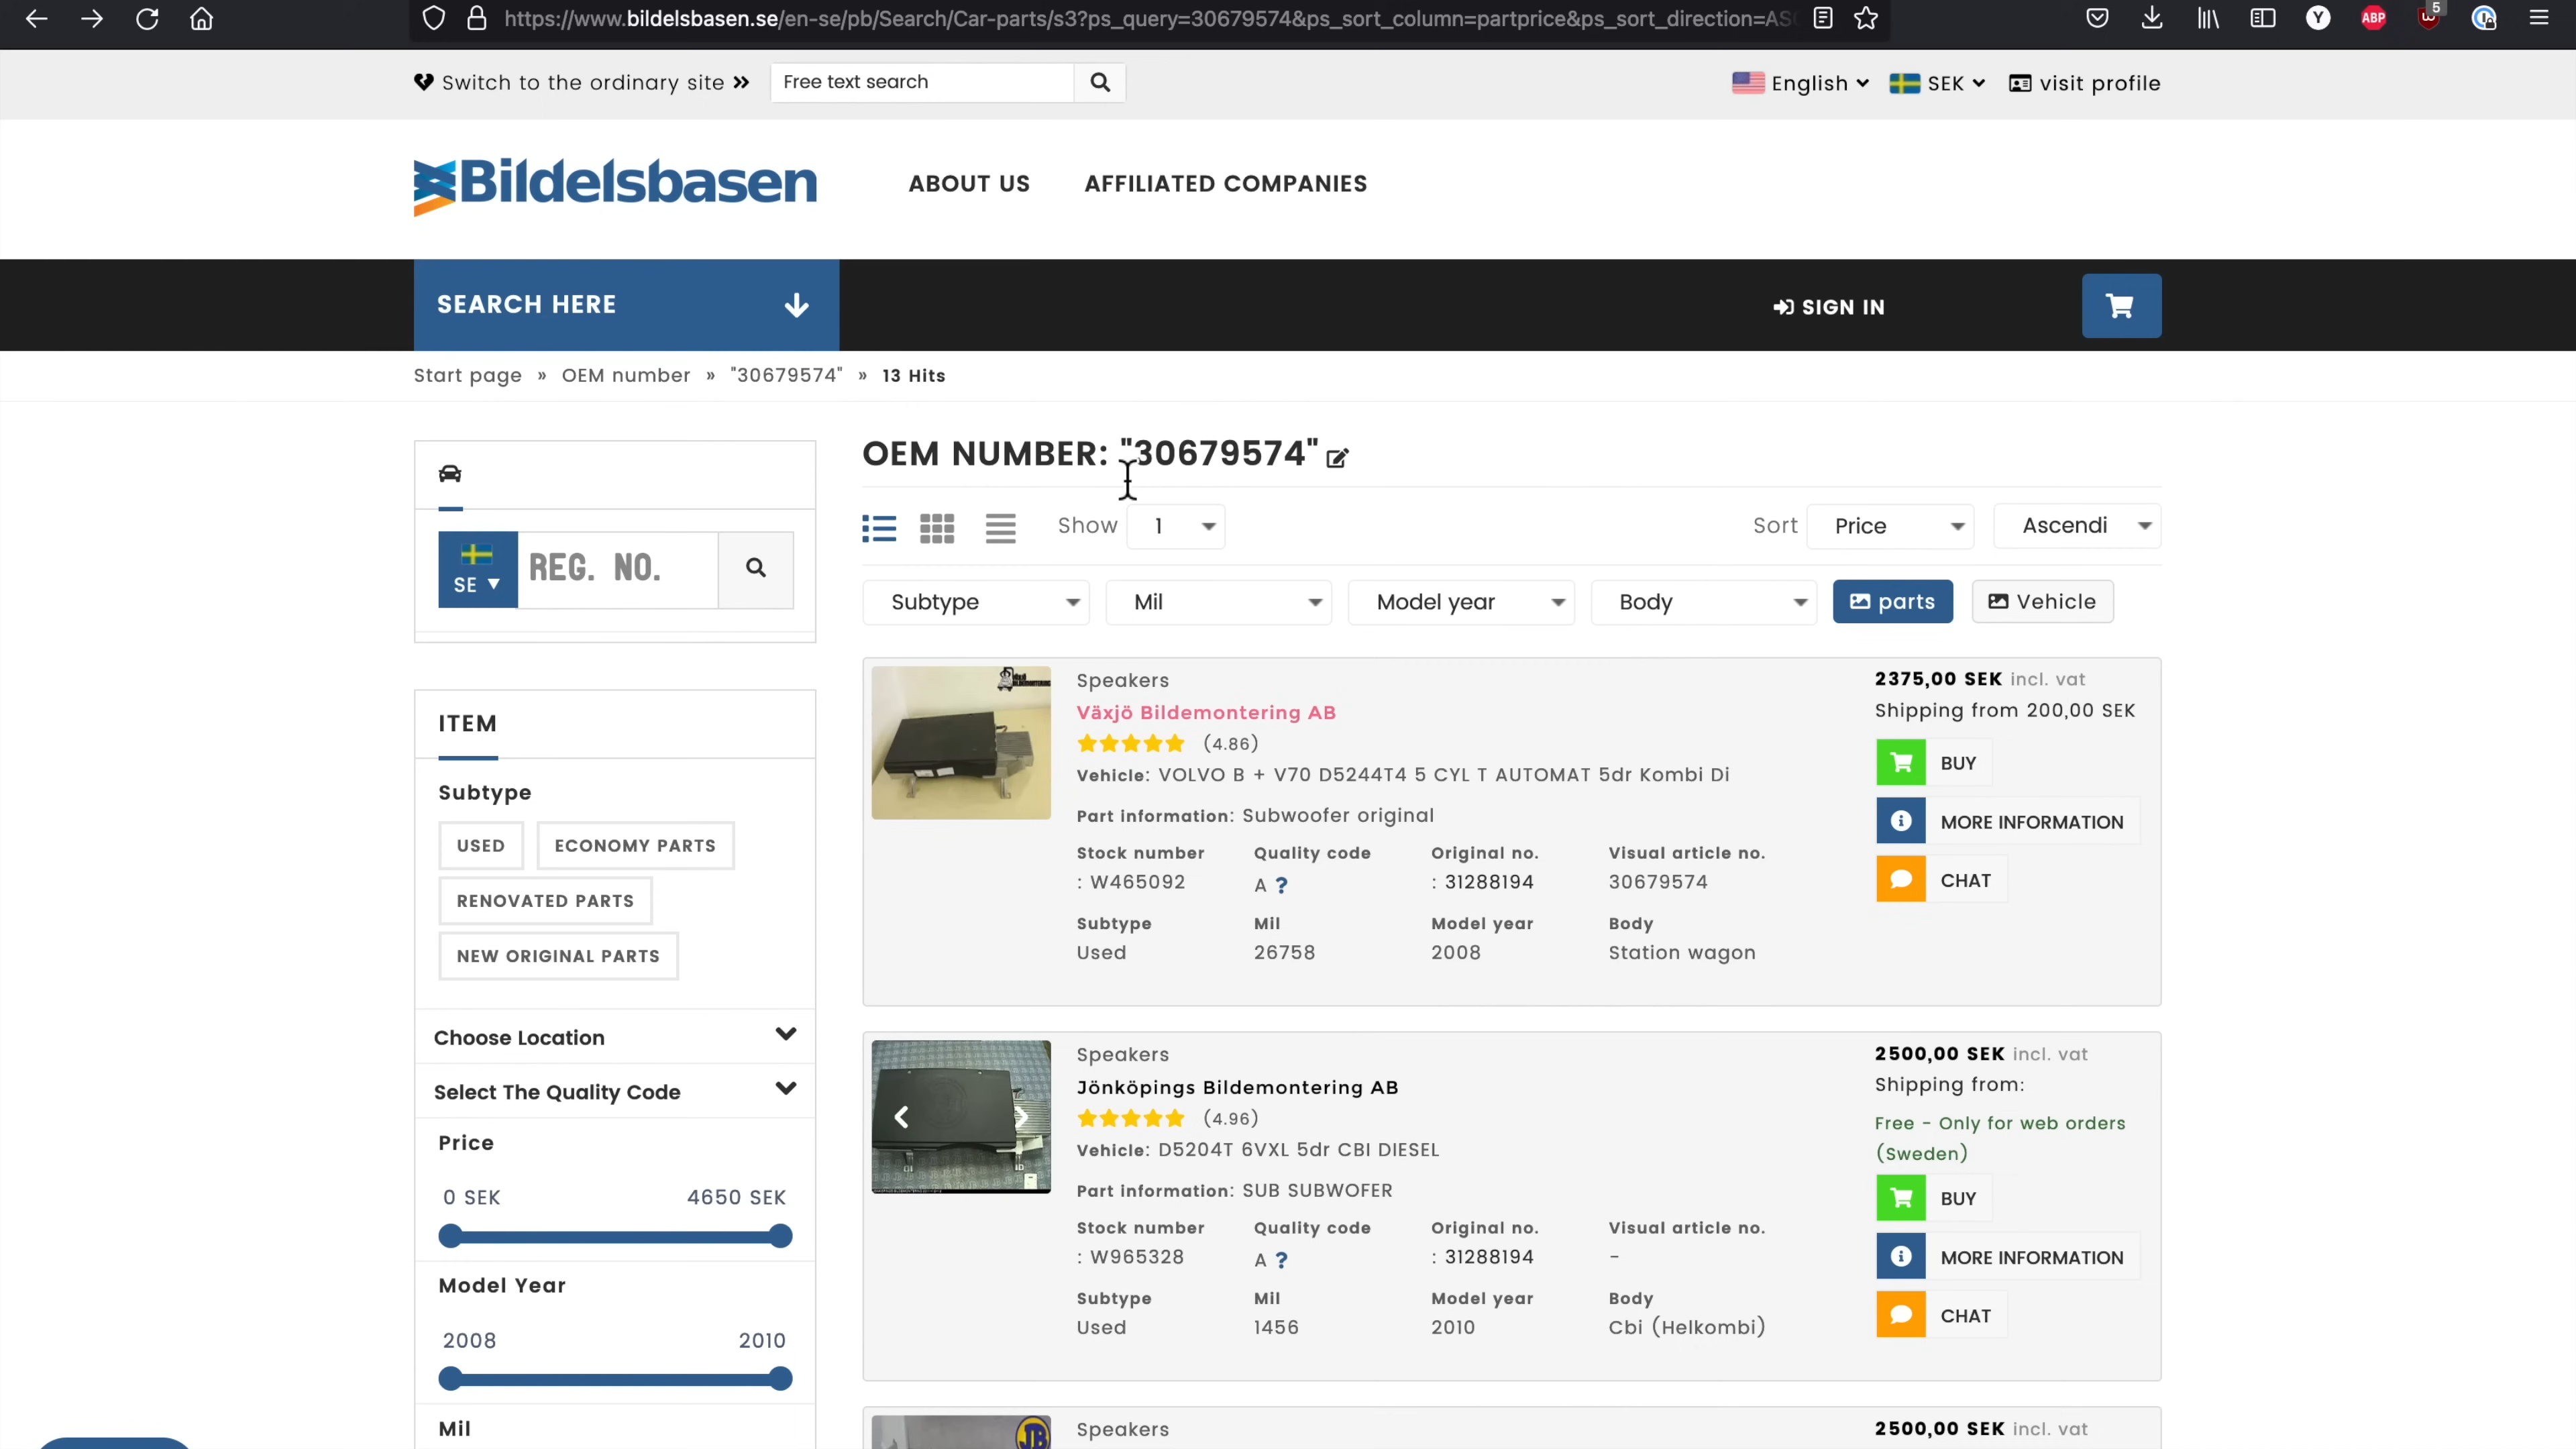 https://www.bildelsbasen.se/en-se/pb/Search/Car-parts/s3?ps_query=30679574&ps_sort_column=partprice&ps_sort_direction=AS
Y
ABP
5
Switch to the ordinary site »
Free text search
English
SEK
visit profile
Bildelsbasen
ABOUT US
AFFILIATED COMPANIES
SEARCH HERE
SIGN IN
Start page » OEM number » "30679574" » 13 Hits
OEM NUMBER: "30679574"
Show 1
Sort Price Ascendi
SE
REG. NO.
Subtype
Mil
Model year
Body
parts
Vehicle
ITEM
Subtype
USED
ECONOMY PARTS
RENOVATED PARTS
NEW ORIGINAL PARTS
Choose Location
Select The Quality Code
Price
0 SEK 4650 SEK
Model Year
2008 2010
Mil
Speakers
Växjö Bildemontering AB
(4.86)
Vehicle: VOLVO B + V70 D5244T4 5 CYL T AUTOMAT 5dr Kombi Di
Part information: Subwoofer original
Stock number Quality code Original no. Visual article no.
: W465092 A ? : 31288194 30679574
Subtype Mil Model year Body
Used 26758 2008 Station wagon
2375,00 SEK incl. vat
Shipping from 200,00 SEK
BUY
MORE INFORMATION
CHAT
Speakers
Jönköpings Bildemontering AB
(4.96)
Vehicle: D5204T 6VXL 5dr CBI DIESEL
Part information: SUB SUBWOFER
Stock number Quality code Original no. Visual article no.
: W965328 A ? : 31288194 -
Subtype Mil Model year Body
Used 1456 2010 Cbi (Helkombi)
2500,00 SEK incl. vat
Shipping from:
Free - Only for web orders
(Sweden)
BUY
MORE INFORMATION
CHAT
JB
Speakers
2500,00 SEK incl. vat